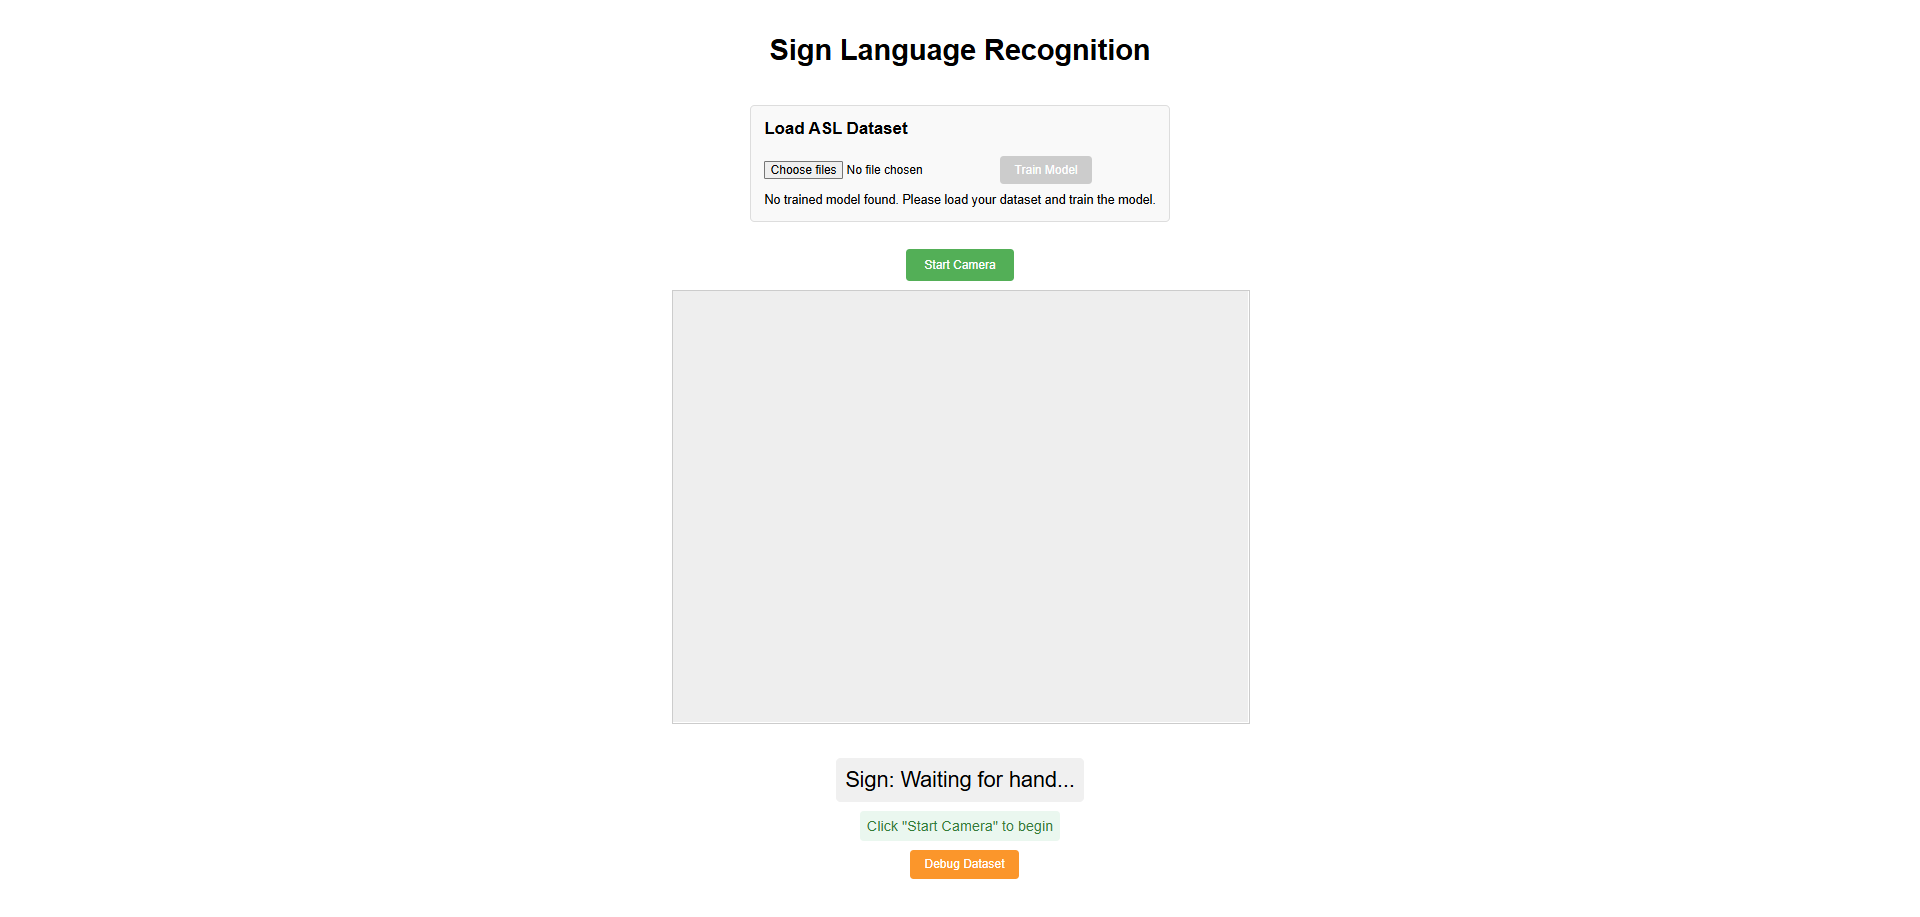 Sign Language Recognition
Load ASL Dataset
Choose files No file chosen Train Model
No trained model found. Please load your dataset and train the model.
Start Camera
Sign: Waiting for hand...
Click "Start Camera" to begin
Debug Dataset